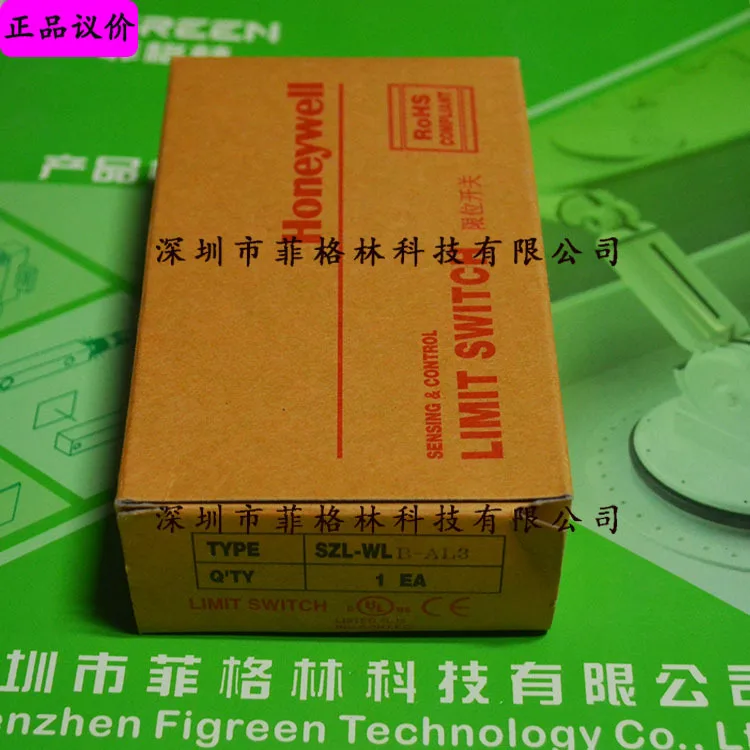 正品议价
REEN
产品
Honeywell
RoHS
COMPLIANT
深圳市菲格林科技有限公司
SENSING & CONTROL
LIMIT SWITCH 限位开关
深圳市菲格林科技有限公司
TYPE SZL-WLB-AL3
Q'TY 1 EA
LIMIT SWITCH c UL us CE
圳市菲格林科技有限公司
henzhen Figreen Technology Co., Lt